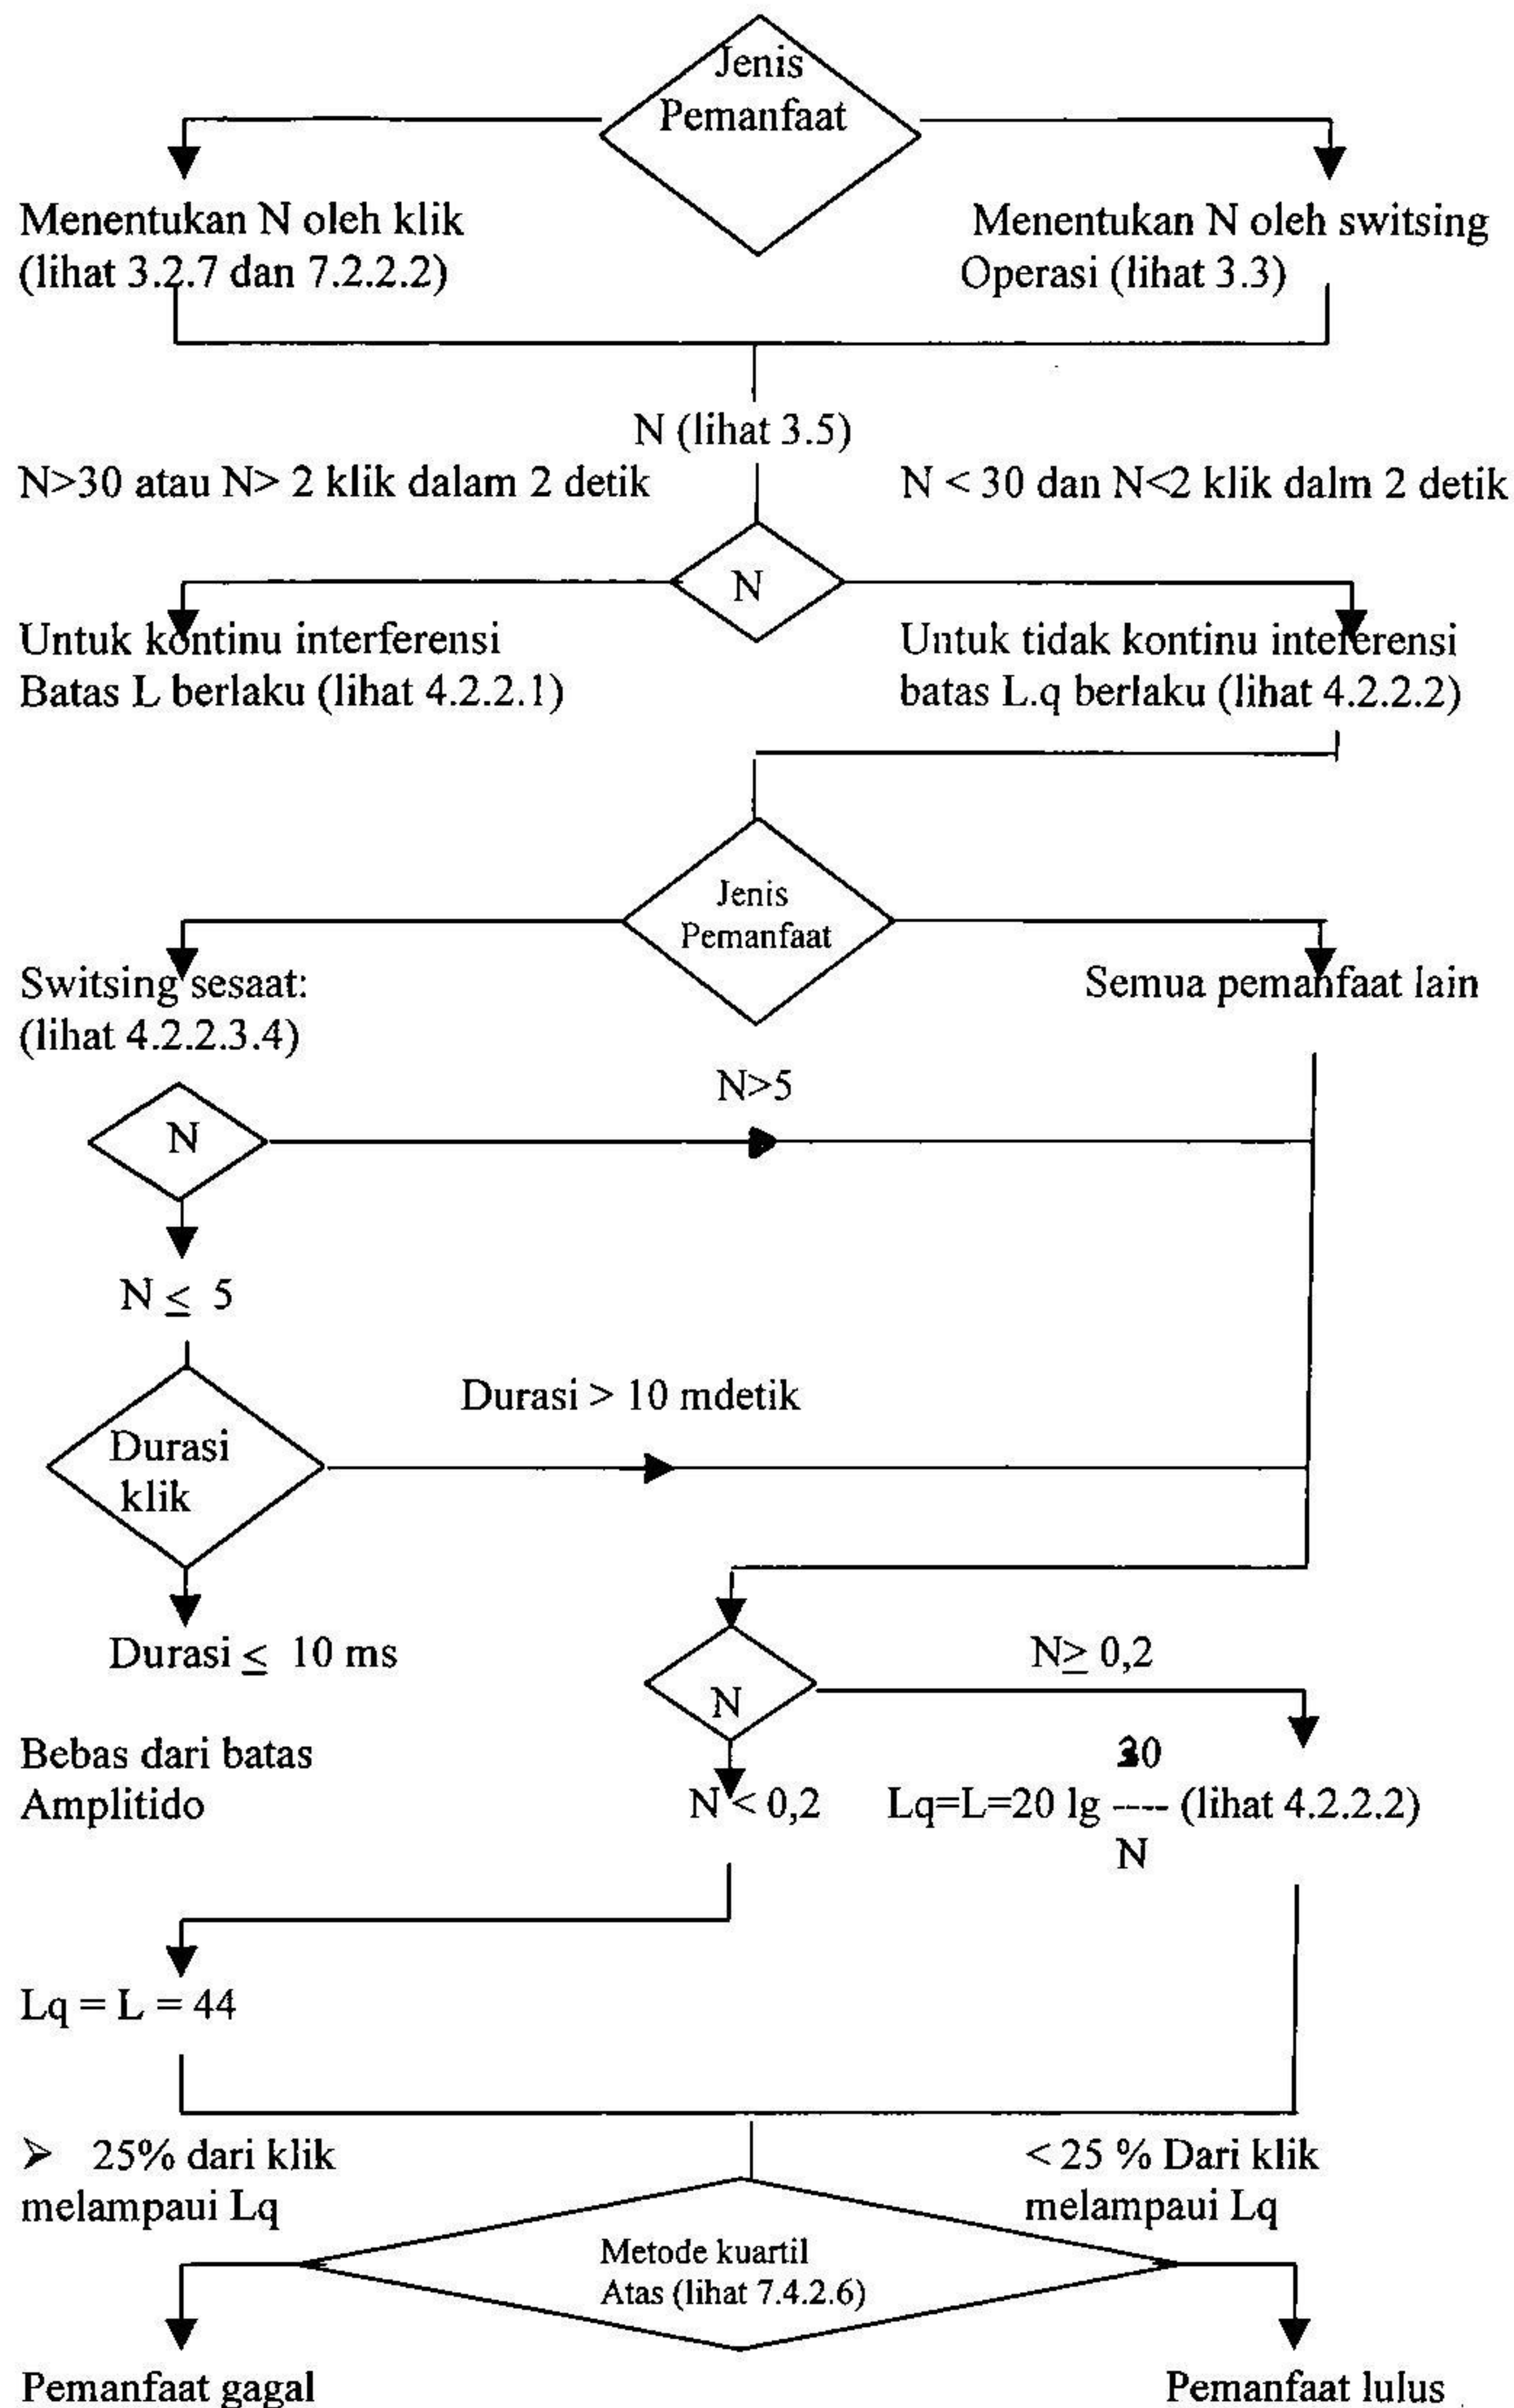 Jenis
Pemanfaat
Menentukan N oleh klik
(lihat 3.2.7 dan 7.2.2.2)
Menentukan N oleh switsing
Operasi (lihat 3.3)
N (lihat 3.5)
N>30 atau N> 2 klik dalam 2 detik
N < 30 dan N<2 klik dalm 2 detik
N
Untuk kontinu interferensi
Batas L berlaku (lihat 4.2.2.1)
Untuk tidak kontinu inteferensi
batas L.q berlaku (lihat 4.2.2.2)
Jenis
Pemanfaat
Switsing sesaat:
(lihat 4.2.2.3.4)
Semua pemanfaat lain
N>5
N
N ≤ 5
Durasi > 10 mdetik
Durasi
klik
Durasi ≤ 10 ms
N≥ 0,2
N
Bebas dari batas
Amplitido
N < 0,2
30
Lq=L=20 lg ---- (lihat 4.2.2.2)
N
Lq = L = 44
➢ 25% dari klik
melampaui Lq
< 25 % Dari klik
melampaui Lq
Metode kuartil
Atas (lihat 7.4.2.6)
Pemanfaat gagal
Pemanfaat lulus